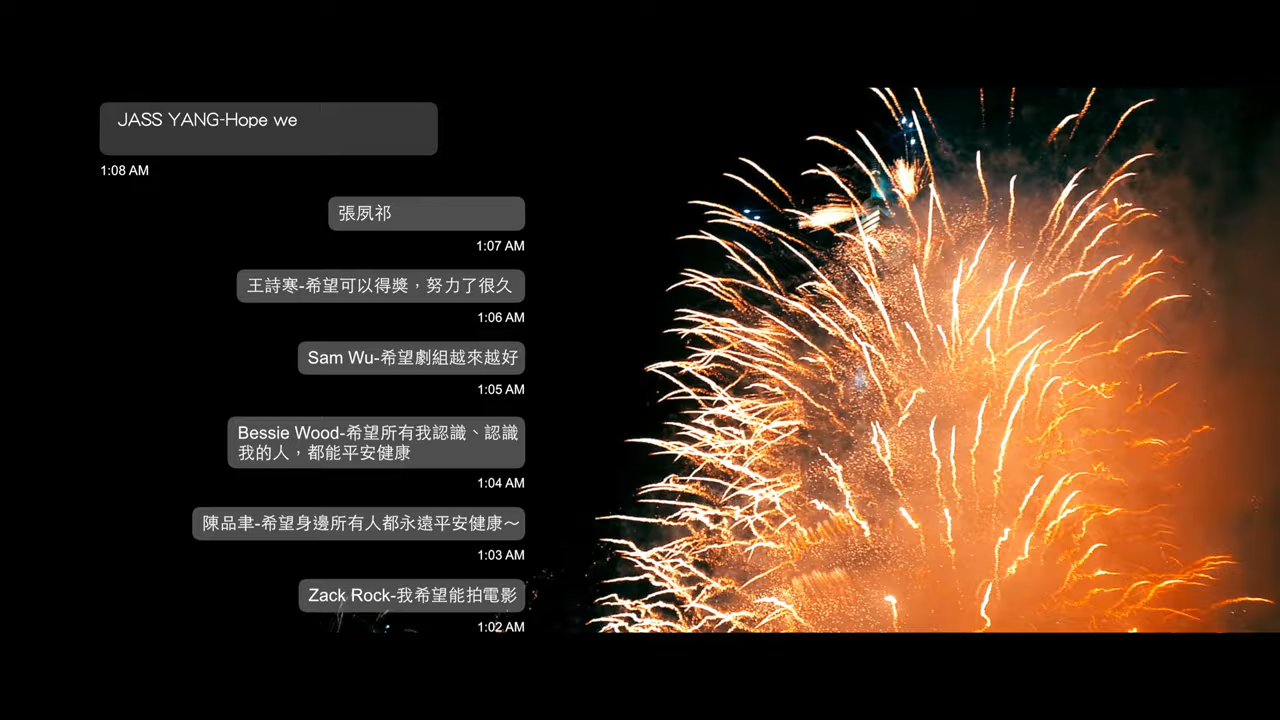 JASS YANG-Hope we
1:08 AM
張夙祁
1:07 AM
王詩寒-希望可以得獎，努力了很久
1:06 AM
Sam Wu-希望劇組越來越好
1:05 AM
Bessie Wood-希望所有我認識、認識
我的人，都能平安健康
1:04 AM
陳品聿-希望身邊所有人都永遠平安健康～
1:03 AM
Zack Rock-我希望能拍電影
1:02 AM